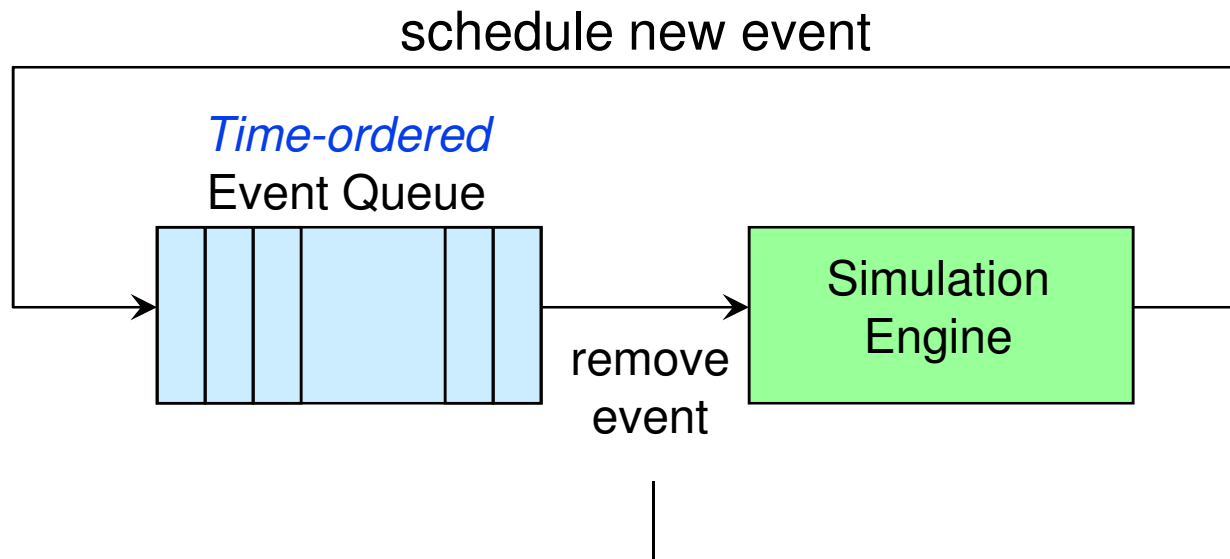 schedule new event
Time-ordered
Event Queue
Simulation
Engine
remove
event